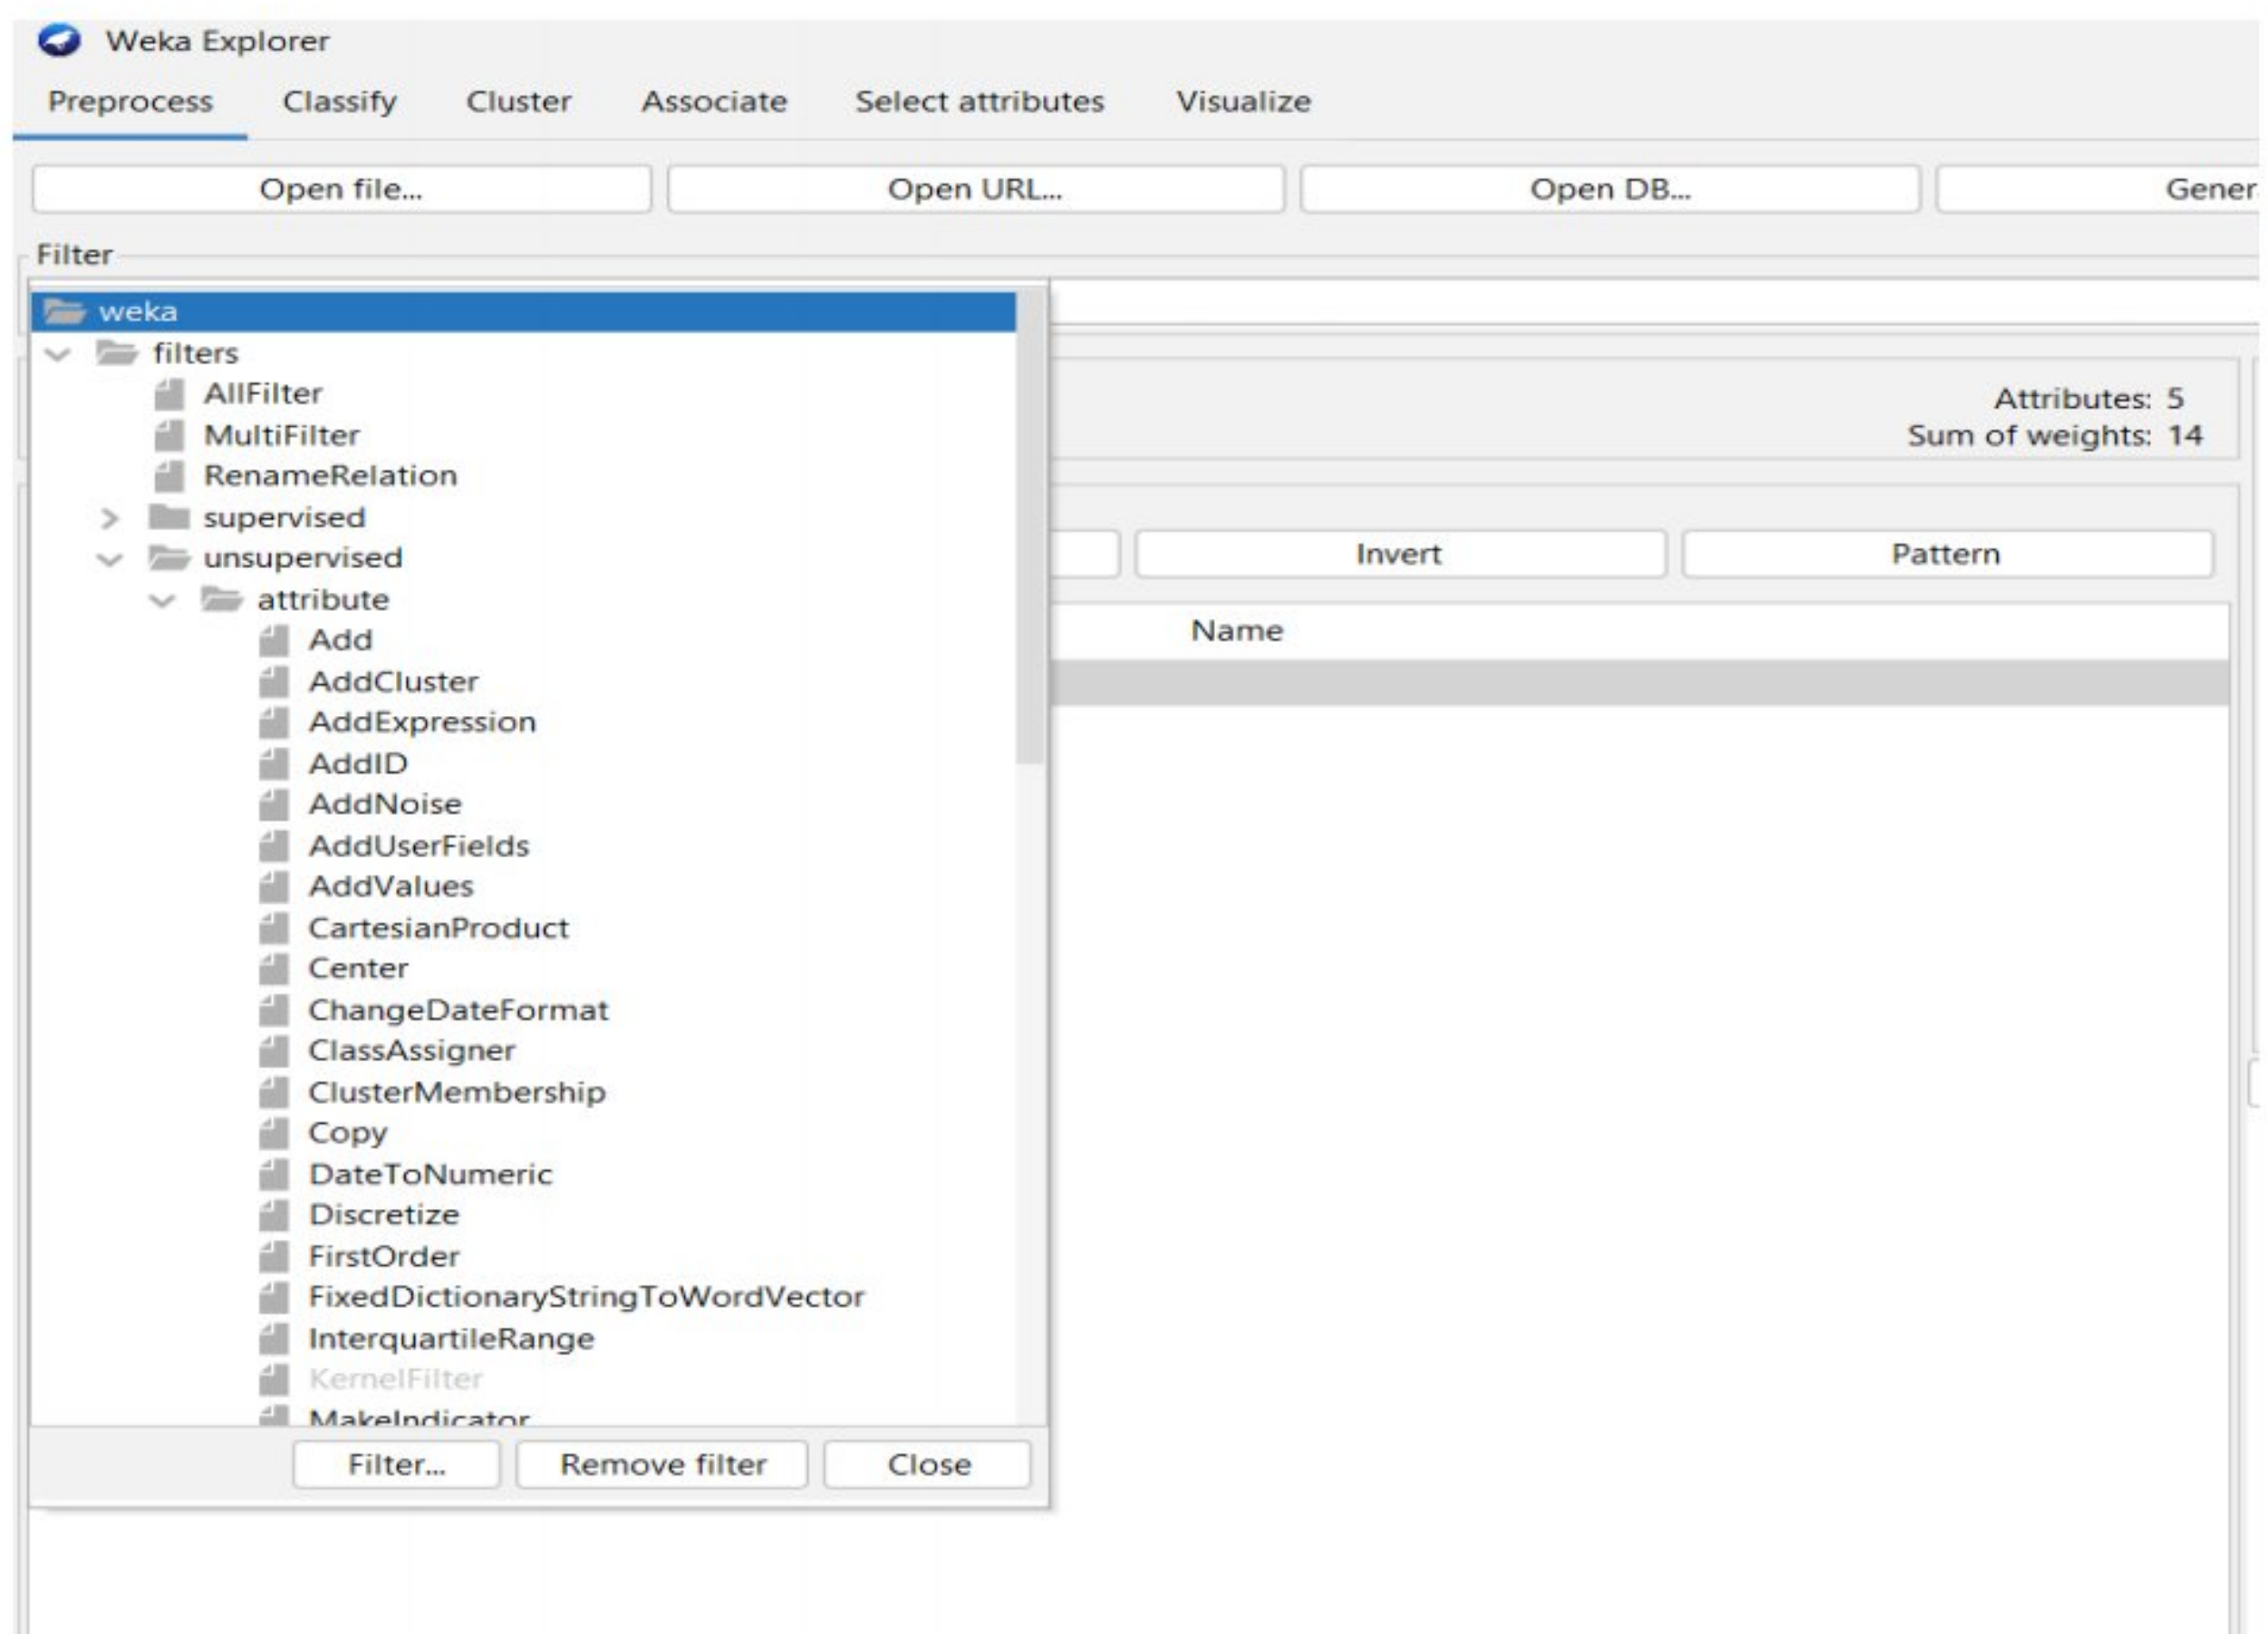 Weka Explorer
Preprocess Classify Cluster Associate Select attributes Visualize
Open file... Open URL... Open DB... Gener
Filter
weka
filters
AllFilter
MultiFilter
RenameRelation
supervised
unsupervised
attribute
Add
AddCluster
AddExpression
AddID
AddNoise
AddUserFields
AddValues
CartesianProduct
Center
ChangeDateFormat
ClassAssigner
ClusterMembership
Copy
DateToNumeric
Discretize
FirstOrder
FixedDictionaryStringToWordVector
InterquartileRange
KernelFilter
MakeIndicator
Filter... Remove filter Close
Attributes: 5
Sum of weights: 14
Invert Pattern
Name